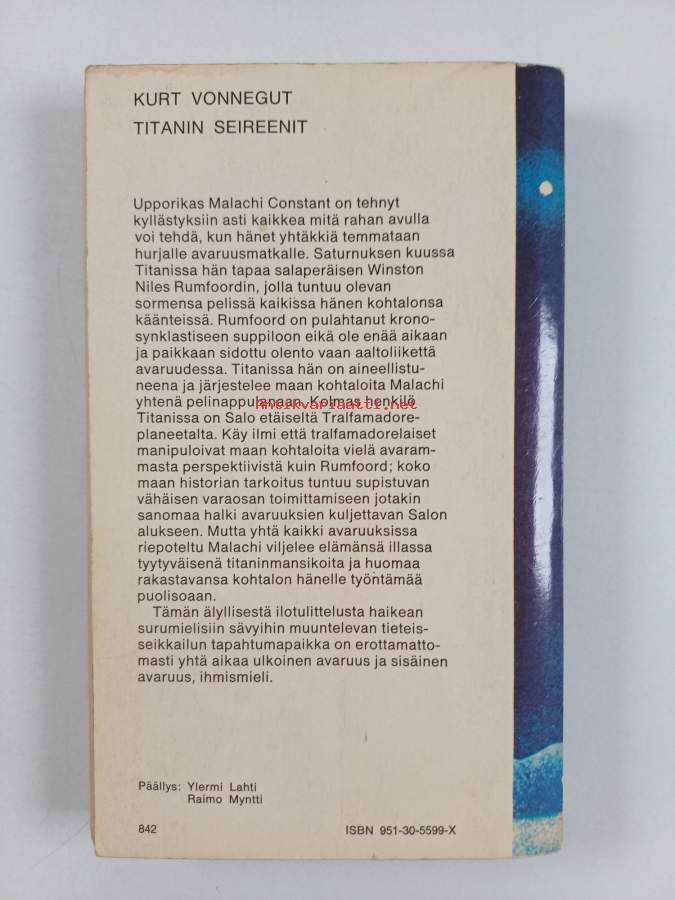 KURT VONNEGUT
TITANIN SEIREENIT
Upporikas Malachi Constant on tehnyt
kyllästyksiin asti kaikkea mitä rahan avulla
voi tehdä, kun hänet yhtäkkiä temmataan
hurjalle avaruusmatkalle. Saturnuksen kuussa
Titanissa hän tapaa salaperäisen Winston
Niles Rumfoordin, jolla tuntuu olevan
sormensa pelissä kaikissa hänen kohtalonsa
käänteissä. Rumfoord on pulahtanut krono-
synklastiseen suppiloon eikä ole enää aikaan
ja paikkaan sidottu olento vaan aaltoliikettä
avaruudessa. Titanissa hän on aineellistu-
neena ja järjestelee maan kohtaloita Malachi
yhtenä pelinappulanaan. Kolmas henkilö
antikvariaatti.net
Titanissa on Salo etäiseltä Tralfamadore-
planeetalta. Käy ilmi että tralfamadorelaiset
manipuloivat maan kohtaloita vielä avaram-
masta perspektiivistä kuin Rumfoord; koko
maan historian tarkoitus tuntuu supistuvan
vähäisen varaosan toimittamiseen jotakin
sanomaa halki avaruuksien kuljettavan Salon
alukseen. Mutta yhtä kaikki avaruuksissa
riepoteltu Malachi viljelee elämänsä illassa
tyytyväisenä titaninmansikoita ja huomaa
rakastavansa kohtalon hänelle työntämää
puolisoaan.
Tämän älyllisestä ilotulittelusta haikean
surumielisiin sävyihin muuntelevan tieteis-
seikkailun tapahtumapaikka on erottamatto-
masti yhtä aikaa ulkoinen avaruus ja sisäinen
avaruus, ihmismieli.
Päällys: Ylermi Lahti
Raimo Myntti
842 ISBN 951-30-5599-X